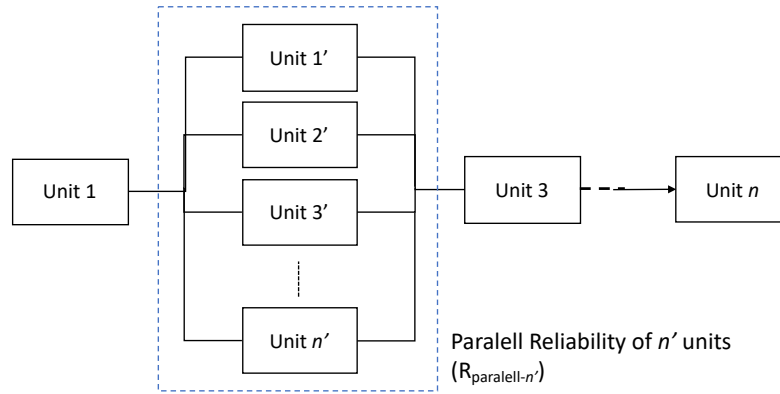 Unit 1’
Unit 2’
Unit 1
Unit 3’
Unit 3
Unit n
Unit n’
Paralell Reliability of n’ units
(Rparalell-n’)